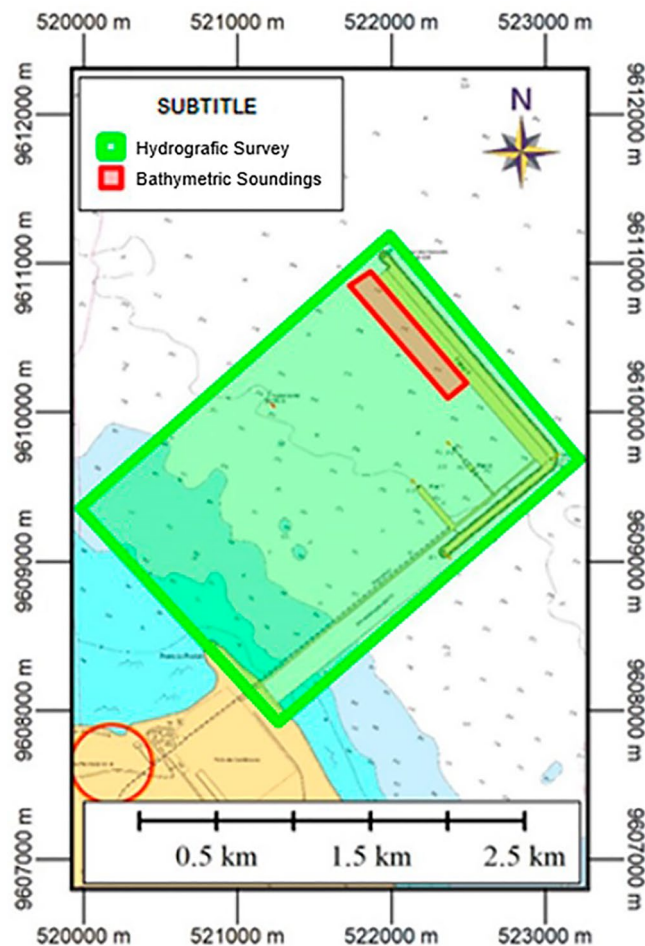 520000 m 521000 m 522000 m 523000 m
9612000 m 9612000 m
SUBTITLE
N
Hydrografic Survey
Bathymetric Soundings
9611000 m 9611000 m
9610000 m 9610000 m
9609000 m 9609000 m
9608000 m 9608000 m
0.5 km 1.5 km 2.5 km
9607000 m 9607000 m
520000 m 521000 m 522000 m 523000 m